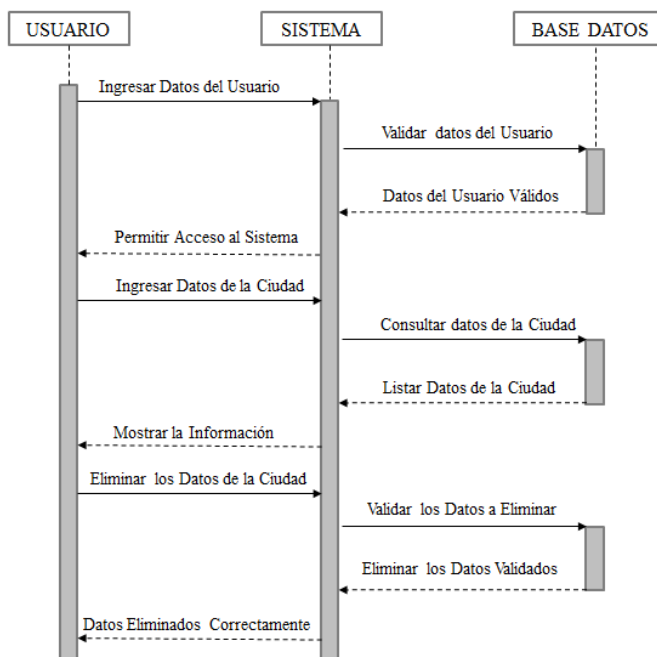 USUARIO
SISTEMA
BASE DATOS
Ingresar Datos del Usuario
Validar datos del Usuario
Datos del Usuario Válidos
Permitir Acceso al Sistema
Ingresar Datos de la Ciudad
Consultar datos de la Ciudad
Listar Datos de la Ciudad
Mostrar la Información
Eliminar los Datos de la Ciudad
Validar los Datos a Eliminar
Eliminar los Datos Validados
Datos Eliminados Correctamente